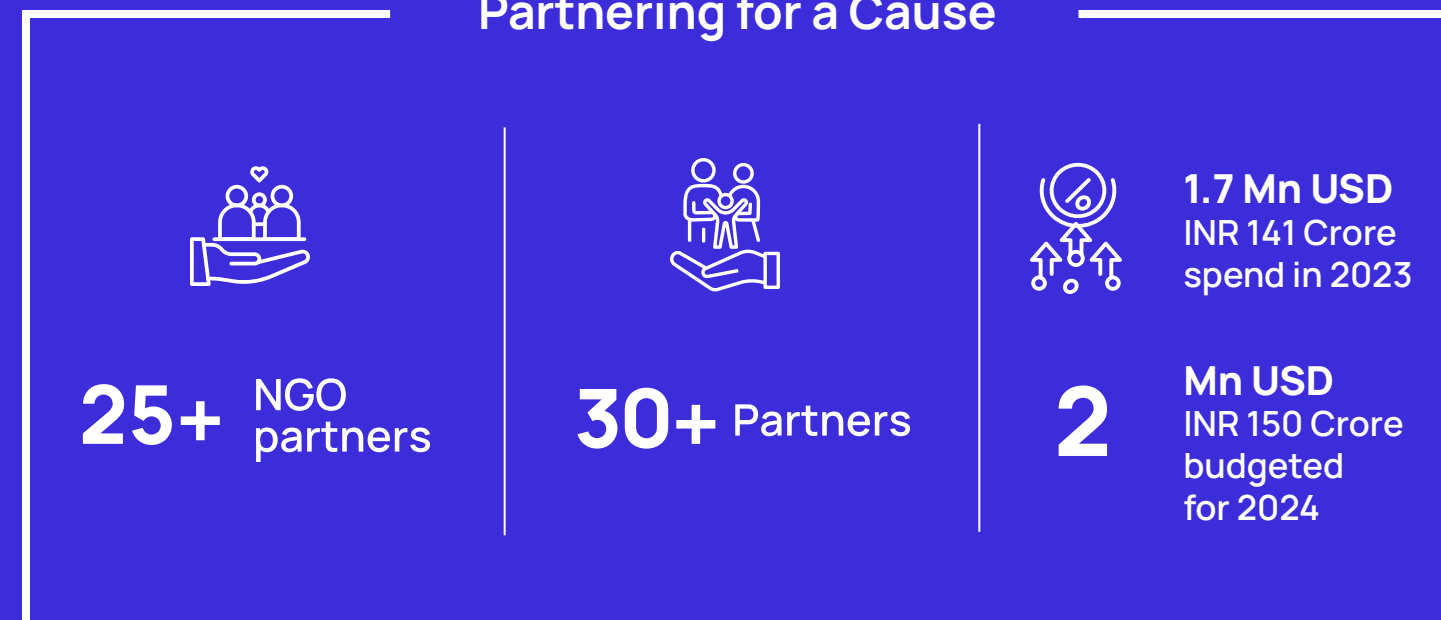 Partnering for a Cause
25+
NGO
partners
30+ Partners
1.7 Mn USD
INR 141 Crore
spend in 2023
2
Mn USD
INR 150 Crore
budgeted
for 2024